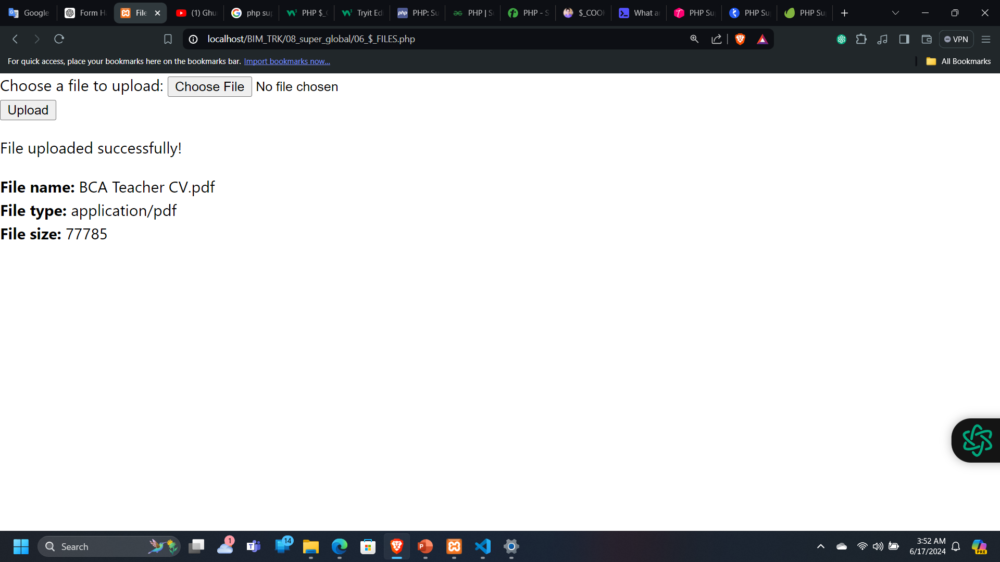 Google
Form H
File
(1) Ghu
php sup
PHP $_
Tryit Ed
PHP: Su
PHP | S
PHP - S
$_COO
What a
PHP Su
PHP Su
PHP Su
localhost/BIM_TRK/08_super_global/06_$_FILES.php
VPN
For quick access, place your bookmarks here on the bookmarks bar. Import bookmarks now...
All Bookmarks
Choose a file to upload: Choose File No file chosen
Upload
File uploaded successfully!
File name: BCA Teacher CV.pdf
File type: application/pdf
File size: 77785
Search
1
14
3:52 AM
6/17/2024
PRE